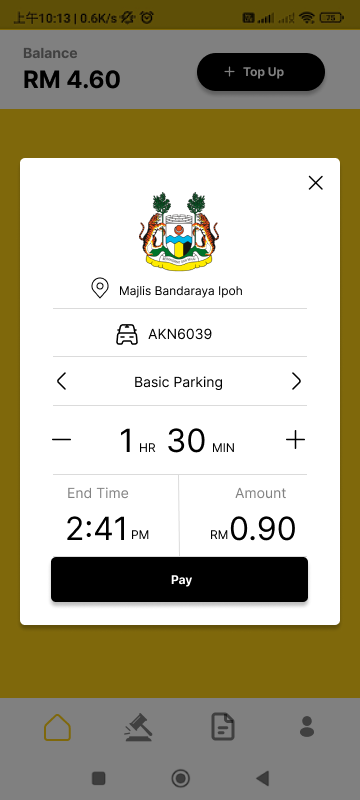 上午10:13 | 0.6K/s
75
Balance
RM 4.60
+ Top Up
Majlis Bandaraya Ipoh
AKN6039
Basic Parking
1 HR 30 MIN
End Time
Amount
2:41 PM
RM 0.90
Pay